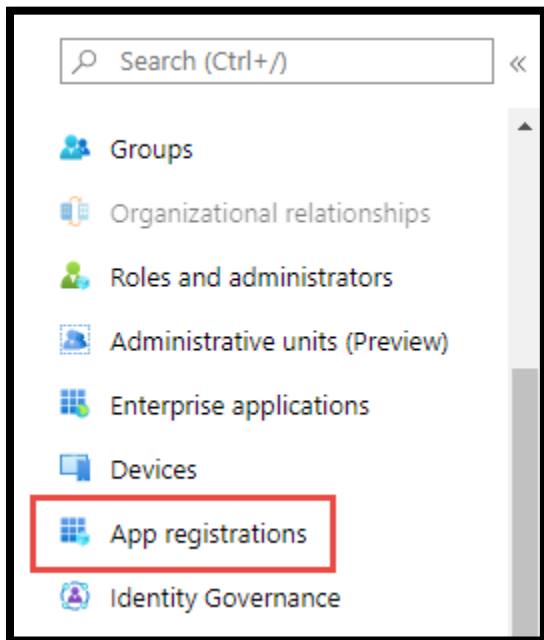 Search (Ctrl+/)
Groups
Organizational relationships
Roles and administrators
Administrative units (Preview)
Enterprise applications
Devices
App registrations
Identity Governance